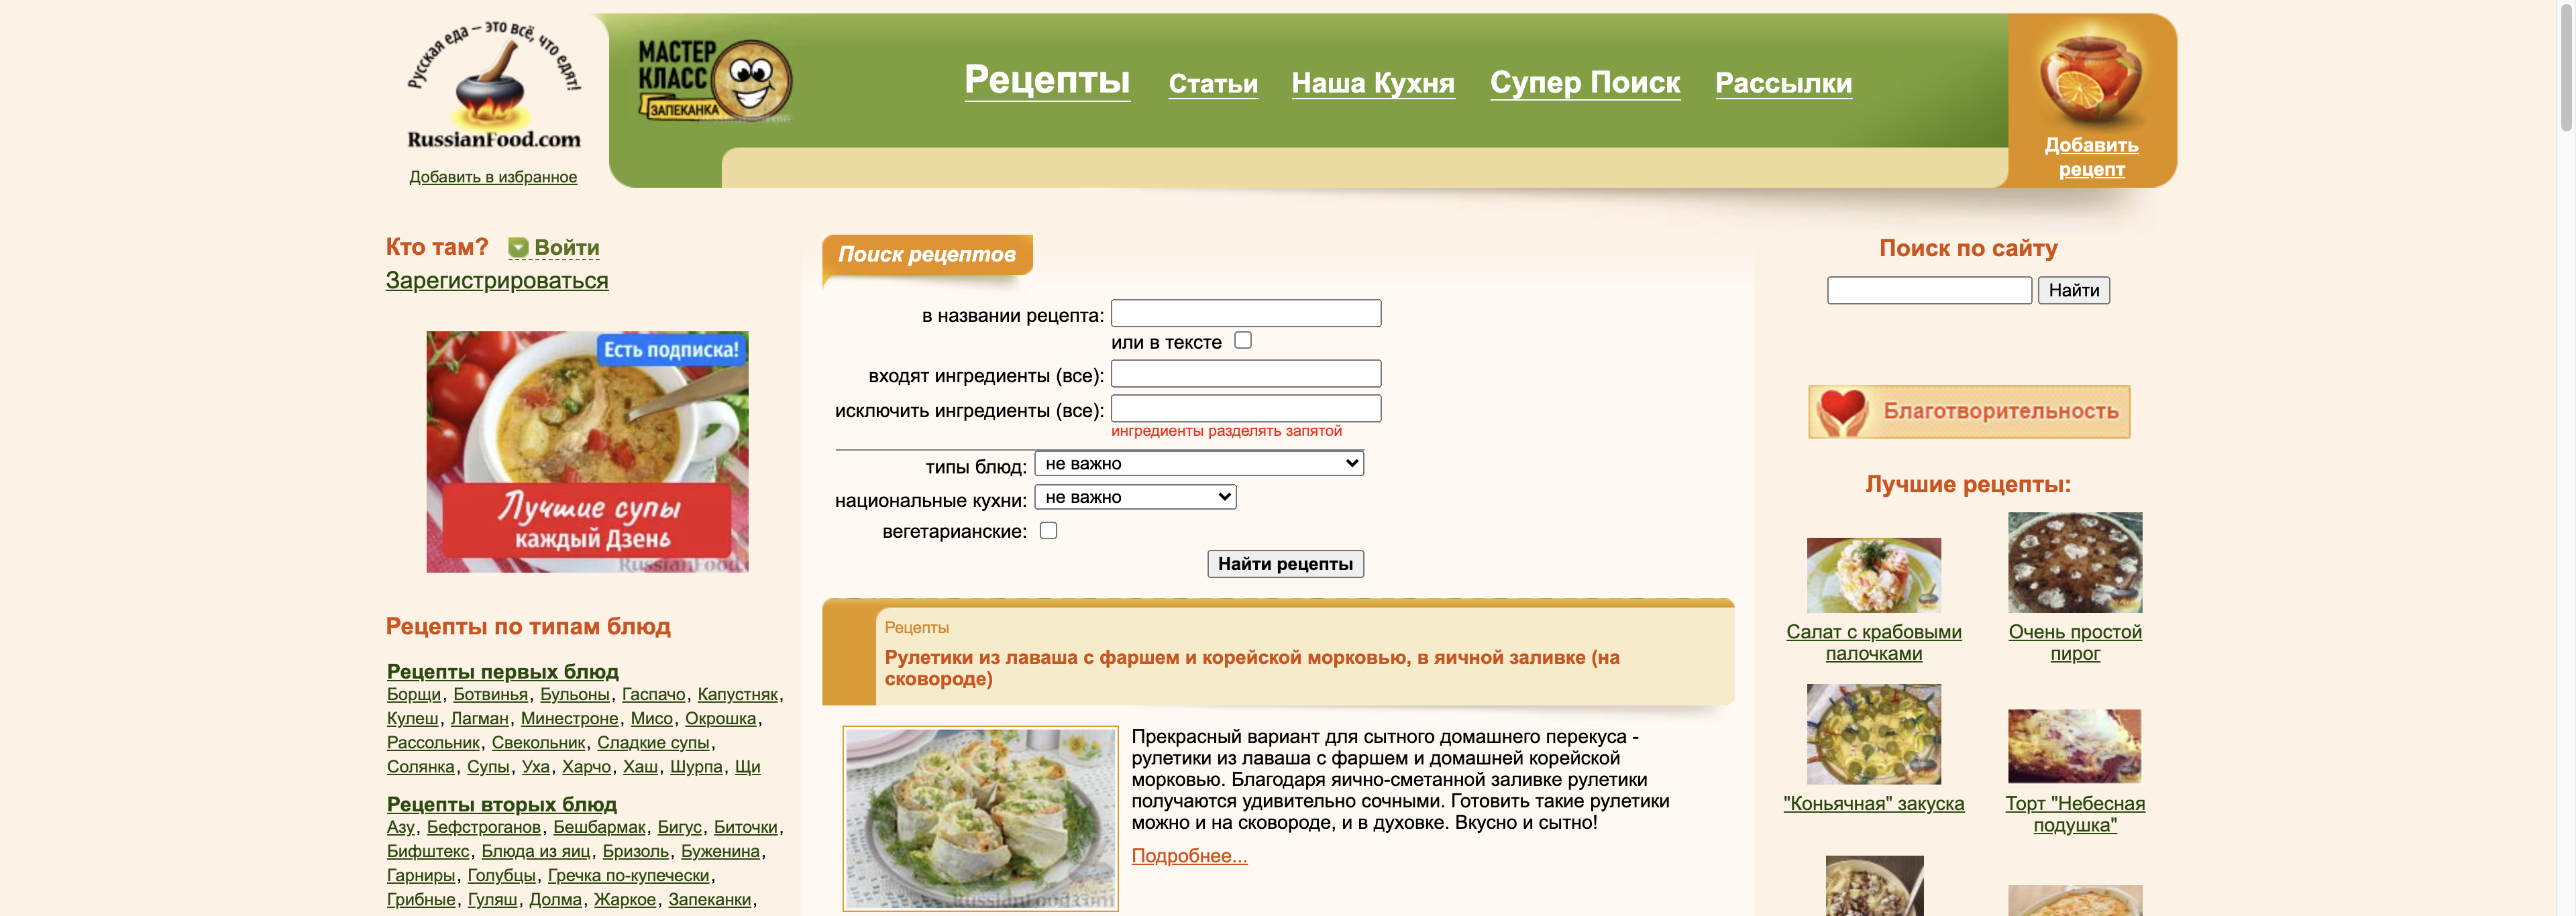 Русская еда – это всё, что едят!
RussianFood.com
Добавить в избранное
МАСТЕР
КЛАСС
ЗАПЕКАНКА
Рецепты Статьи Наша Кухня Супер Поиск Рассылки
Добавить
рецепт
Кто там? Войти
Зарегистрироваться
Есть подписка!
Лучшие супы
каждый Дзень
RussianFood
Рецепты по типам блюд
Рецепты первых блюд
Борщи, Ботвинья, Бульоны, Гаспачо, Капустняк,
Кулеш, Лагман, Минестроне, Мисо, Окрошка,
Рассольник, Свекольник, Сладкие супы,
Солянка, Супы, Уха, Харчо, Хаш, Шурпа, Щи
Рецепты вторых блюд
Азу, Бефстроганов, Бешбармак, Бигус, Биточки,
Бифштекс, Блюда из яиц, Бризоль, Буженина,
Гарниры, Голубцы, Гречка по-купечески,
Грибные, Гуляш, Долма, Жаркое, Запеканки,
Поиск рецептов
в названии рецепта:
или в тексте
входят ингредиенты (все):
исключить ингредиенты (все):
ингредиенты разделять запятой
типы блюд: не важно
национальные кухни: не важно
вегетарианские:
Найти рецепты
Рецепты
Рулетики из лаваша с фаршем и корейской морковью, в яичной заливке (на
сковороде)
Прекрасный вариант для сытного домашнего перекуса -
рулетики из лаваша с фаршем и домашней корейской
морковью. Благодаря яично-сметанной заливке рулетики
получаются удивительно сочными. Готовить такие рулетики
можно и на сковороде, и в духовке. Вкусно и сытно!
Подробнее...
RussianFood.com
Поиск по сайту
Найти
Благотворительность
Лучшие рецепты:
Салат с крабовыми
палочками
Очень простой
пирог
"Коньячная" закуска
Торт "Небесная
подушка"